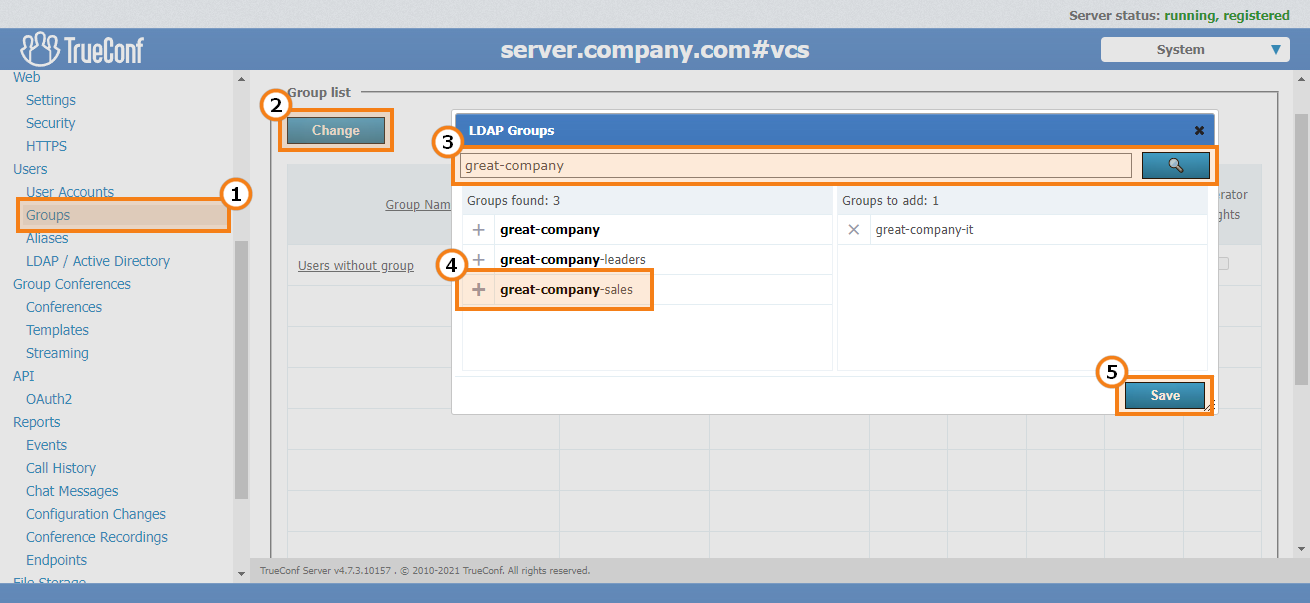 Server status: running, registered
TrueConf
server.company.com#vcs
System
Web
Settings
Security
HTTPS
Users
User Accounts
1
Groups
Aliases
LDAP / Active Directory
Group Conferences
Conferences
Templates
Streaming
API
OAuth2
Reports
Events
Call History
Chat Messages
Configuration Changes
Conference Recordings
Endpoints
File Storage
Group list
2
Change
Group Nam
Users without group
rator
ghts
3
LDAP Groups
great-company
Groups found: 3
great-company
great-company-leaders
4
great-company-sales
Groups to add: 1
great-company-it
5
Save
TrueConf Server v4.7.3.10157 . © 2010-2021 TrueConf. All rights reserved.